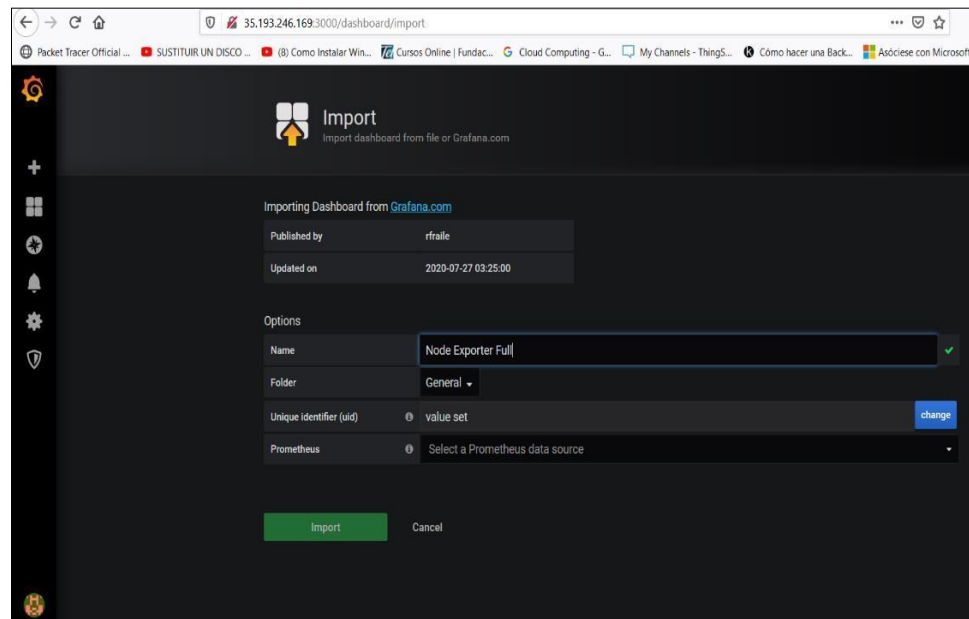 35.193.246.169:3000/dashboard/import
Packet Tracer Official ... SUSTITUIR UN DISCO ... (8) Como Instalar Win... Cursos Online | Fundac... Cloud Computing - G... My Channels - ThingS... Cómo hacer una Back... Asóciese con Microsoft
Import
Import dashboard from file or Grafana.com
Importing Dashboard from Grafana.com
Published by rfraile
Updated on 2020-07-27 03:25:00
Options
Name Node Exporter Full
Folder General
Unique identifier (uid) value set change
Prometheus Select a Prometheus data source
Import Cancel